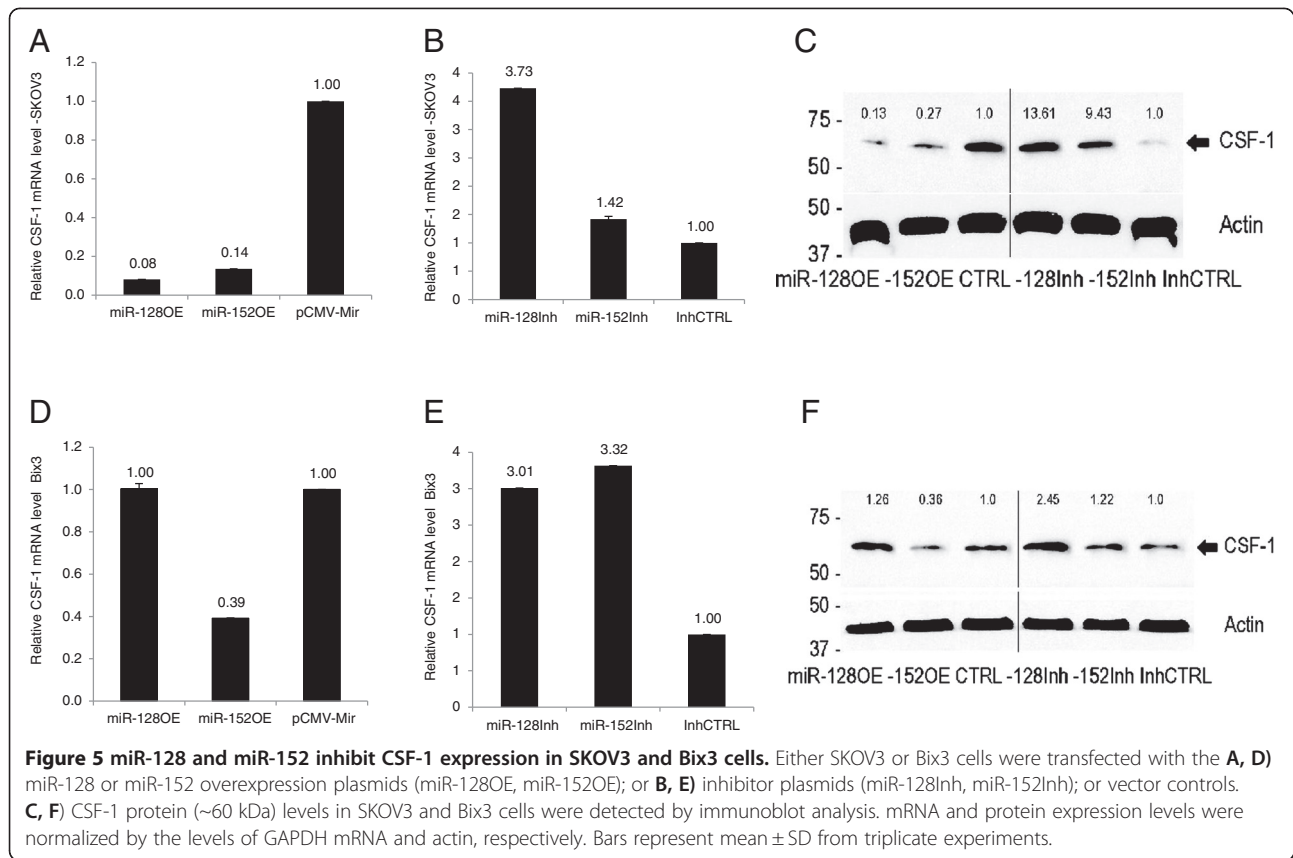 A
Relative CSF-1 mRNA level -SKOV3
1.2
1.0
0.8
0.6
0.4
0.2
0.0
0.08
0.14
1.00
miR-128OE miR-152OE pCMV-Mir
B
Relative CSF-1 mRNA level -SKOV3
4
4
3
3
2
2
1
1
0
3.73
1.42
1.00
miR-128Inh miR-152Inh InhCTRL
C
75 -
50 -
50 -
37 -
0.13 0.27 1.0 13.61 9.43 1.0
CSF-1
Actin
miR-128OE -152OE CTRL -128Inh -152Inh InhCTRL
D
Relative CSF-1 mRNA level Bix3
1.2
1.0
0.8
0.6
0.4
0.2
0.0
1.00
0.39
1.00
miR-128OE miR-152OE pCMV-Mir
E
Relative CSF-1 mRNA level Bix3
4
3
3
2
2
1
1
0
3.01
3.32
1.00
miR-128Inh miR-152Inh InhCTRL
F
75 -
50 -
50 -
37 -
1.26 0.36 1.0 2.45 1.22 1.0
CSF-1
Actin
miR-128OE -152OE CTRL -128Inh -152Inh InhCTRL
Figure 5 miR-128 and miR-152 inhibit CSF-1 expression in SKOV3 and Bix3 cells. Either SKOV3 or Bix3 cells were transfected with the A, D)
miR-128 or miR-152 overexpression plasmids (miR-128OE, miR-152OE); or B, E) inhibitor plasmids (miR-128Inh, miR-152Inh); or vector controls.
C, F) CSF-1 protein (~60 kDa) levels in SKOV3 and Bix3 cells were detected by immunoblot analysis. mRNA and protein expression levels were
normalized by the levels of GAPDH mRNA and actin, respectively. Bars represent mean ± SD from triplicate experiments.